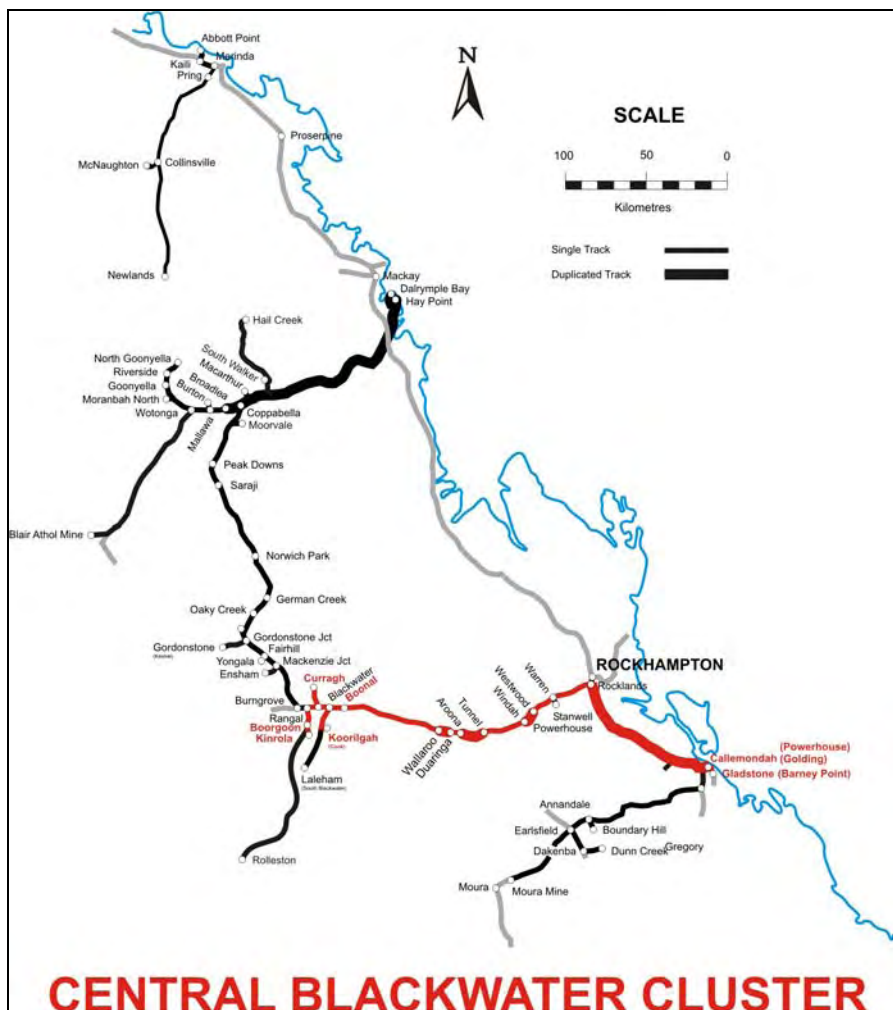 Abbott Point
Merinda
Kaili
Pring
N
SCALE
100 50 0
Kilometres
Single Track
Duplicated Track
Proserpine
McNaughton
Collinsville
Newlands
Mackay
Dalrymple Bay
Hay Point
Hail Creek
North Goonyella
South Walker
Macarthur
Riverside
Broadlea
Goonyella
Burton
Moranbah North
Wotonga
Mallawa
Coppabella
Moorvale
Peak Downs
Saraji
Blair Athol Mine
Norwich Park
German Creek
Oaky Creek
Gordonstone Jct
Gordonstone
(Kestrel)
Fairhill
Yongala
Mackenzie Jct
Ensham
Curragh
Blackwater
Boonal
Burngrove
Rangal
Boorgoon
Kinrola
Koorilgah
(Cook)
Laleham
(South Blackwater)
Rolleston
Wallaroo
Duaringa
Aroona
Tunnel
Windah
Westwood
Warren
Stanwell
Powerhouse
ROCKHAMPTON
Rocklands
(Powerhouse)
Callemondah (Golding)
Gladstone (Barney Point)
Annandale
Earlsfield
Boundary Hill
Dakenba
Dunn Creek
Gregory
Moura
Moura Mine
CENTRAL BLACKWATER CLUSTER